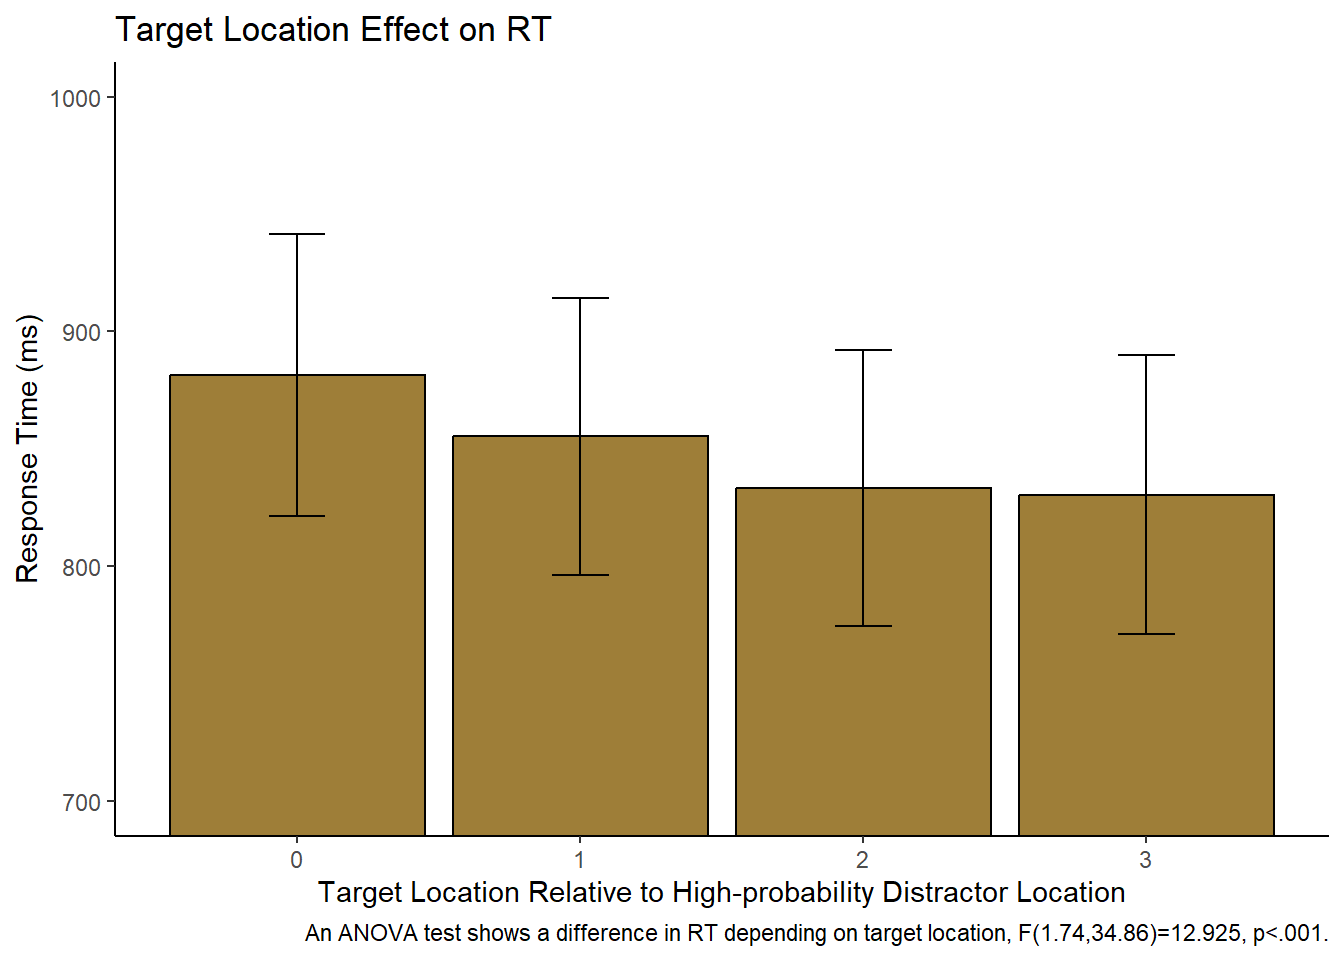 Target Location Effect on RT
1000
900
800
700
Response Time (ms)
0 1 2 3
Target Location Relative to High-probability Distractor Location
An ANOVA test shows a difference in RT depending on target location, F(1.74,34.86)=12.925, p<.001.